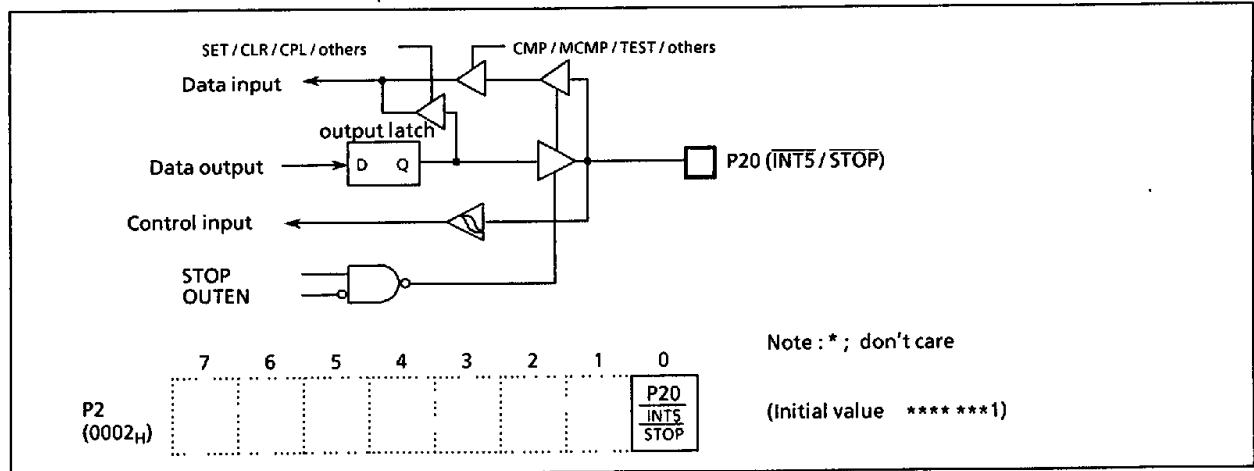 SET / CLR / CPL / others
CMP / MCMP / TEST / others
Data input
output latch
Data output
D Q
P20 (INT5 / STOP)
Control input
STOP
OUTEN
Note : * ; don't care
7 6 5 4 3 2 1 0
P2
(0002H)
P20
INT5
STOP
(Initial value **** ***1)